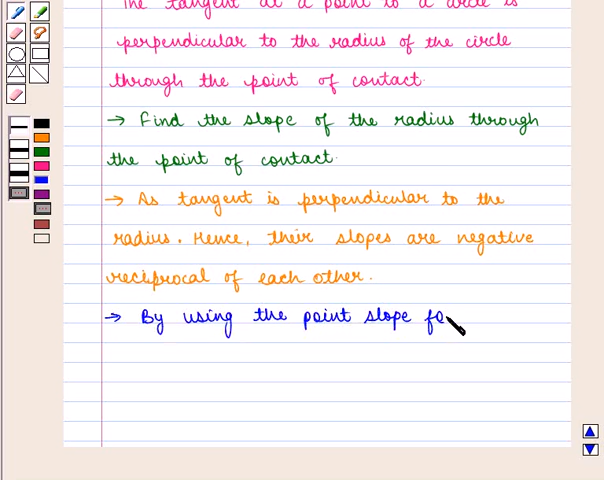 The tangent at a point to a circle is
perpendicular to the radius of the circle
through the point of contact.
→ Find the slope of the radius through
the point of contact.
→ As tangent is perpendicular to the
radius. Hence, their slopes are negative
reciprocal of each other.
→ By using the point slope fo